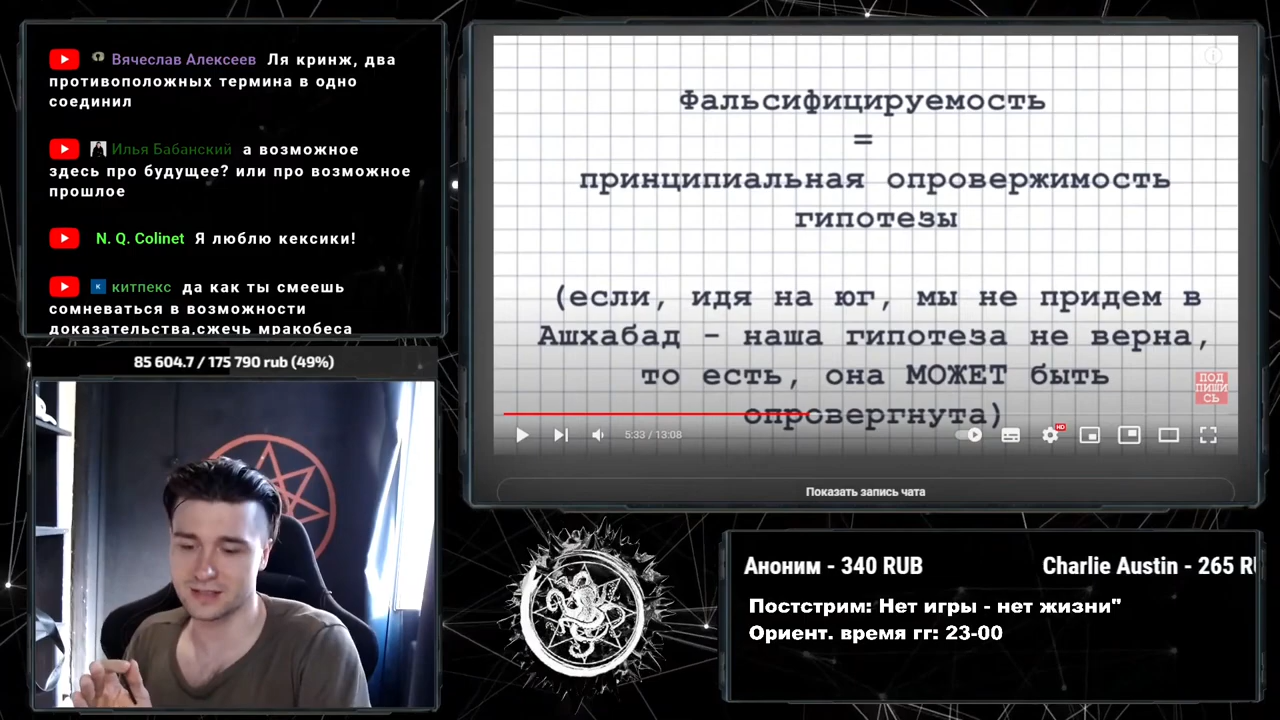 Вячеслав Алексеев Ля кринж, два
противоположных термина в одно
соединил
Илья Бабанский а возможное
здесь про будущее? или про возможное
прошлое
N. Q. Colinet Я люблю кексики!
китпекс да как ты смеешь
сомневаться в возможности
доказательства,сжечь мракобеса
85 604.7 / 175 790 rub (49%)
Фальсифицируемость
=
принципиальная опровержимость
гипотезы
(если, идя на юг, мы не придем в
Ашхабад - наша гипотеза не верна,
то есть, она МОЖЕТ быть
опровергнута)
ПОД
ПИШИ
СЬ
5:33 / 13:08
HD
Показать запись чата
Аноним - 340 RUB Charlie Austin - 265
Постстрим: Нет игры - нет жизни"
Ориент. время гг: 23-00